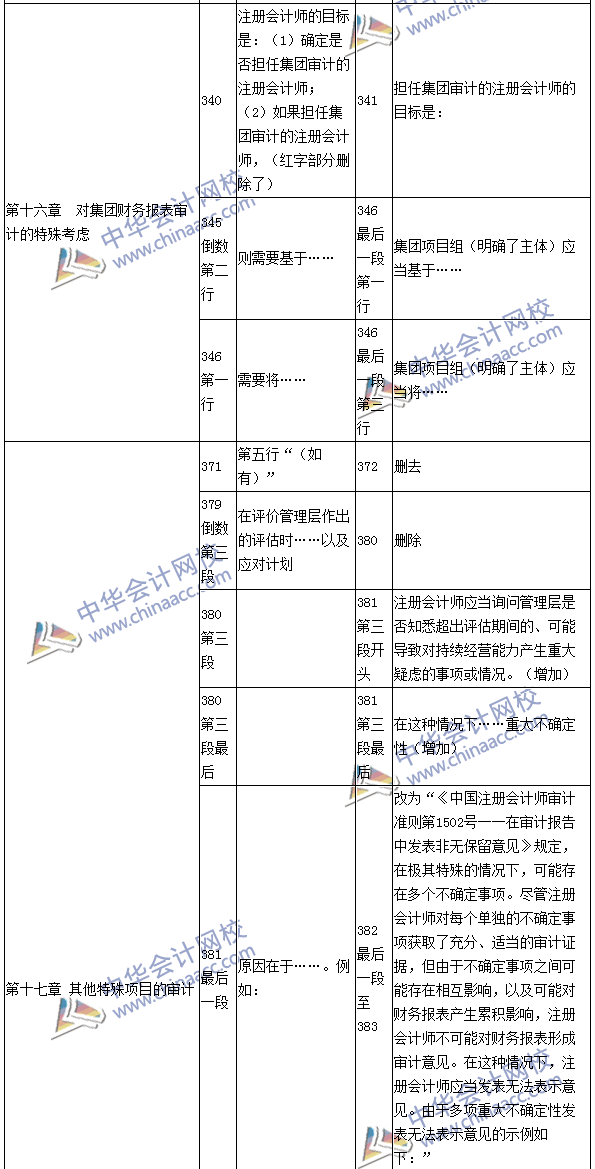 340
注册会计师的目标
是：（1）确定是
否担任集团审计的
注册会计师；
（2）如果担任集
团审计的注册会计
师，（红字部分删
除了）
341
担任集团审计的注册会计师的
目标是：
第十六章　对集团财务报表审
计的特殊考虑
345
倒数
第二
行
则需要基于……
346
最后
一段
第一
行
集团项目组（明确了主体）应
当基于……
346
第一
行
需要将……
346
最后
一段
第三
行
集团项目组（明确了主体）应
当将……
第十七章 其他特殊项目的审计
371
第五行“（如
有）”
372
删去
379
倒数
第三
段
在评价管理层作出
的评估时……以及
应对计划
380
删除
380
第三
段
381
第三
段开
头
注册会计师应当询问管理层是
否知悉超出评估期间的、可能
导致对持续经营能力产生重大
疑虑的事项或情况。（增加）
380
第三
段最
后
381
第三
段最
后
在这种情况下……重大不确定
性（增加）
381
最后
一段
原因在于……。例
如：
382
最后
一段
至
383
改为“《中国注册会计师审计
准则第1502号——在审计报告
中发表非无保留意见》规定，
在极其特殊的情况下，可能存
在多个不确定事项。尽管注册
会计师对每个单独的不确定事
项获取了充分、适当的审计证
据，但由于不确定事项之间可
能存在相互影响，以及可能对
财务报表产生累积影响，注册
会计师不可能对财务报表形成
审计意见。在这种情况下，注
册会计师应当发表无法表示意
见。由于多项重大不确定性发
表无法表示意见的示例如
下：”
中华会计网校
www.chinaacc.com